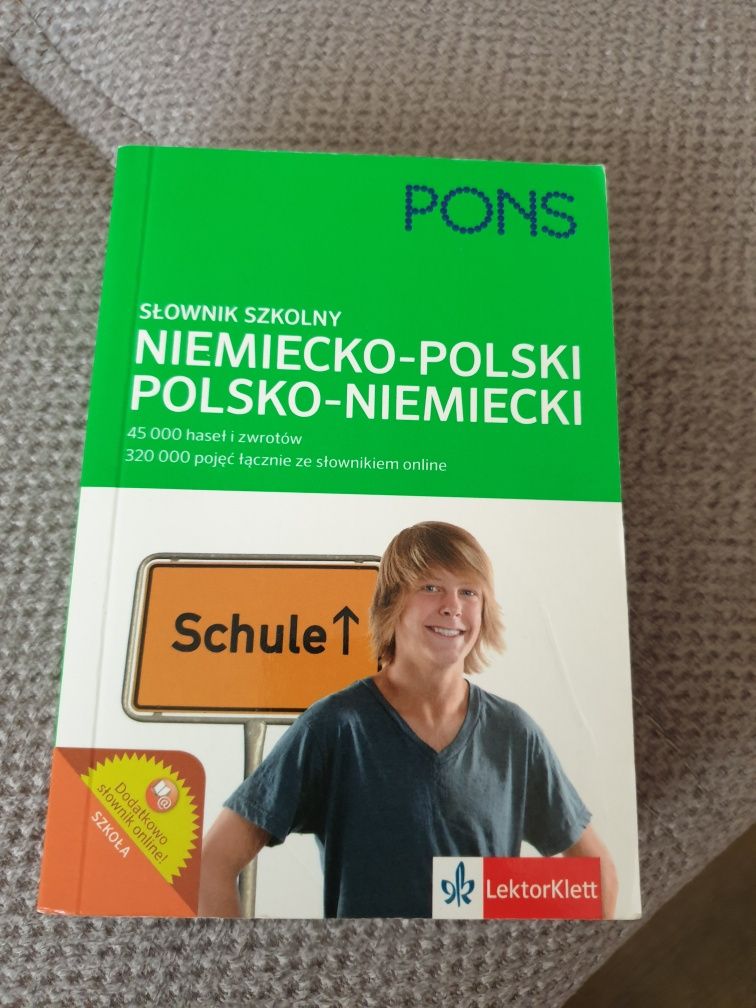 PONS
SŁOWNIK SZKOLNY
NIEMIECKO-POLSKI
POLSKO-NIEMIECKI
45 000 haseł i zwrotów
320 000 pojęć łącznie ze słownikiem online
Schule↑
Dodatkowo
słownik online!
SZKOŁA
LektorKlett